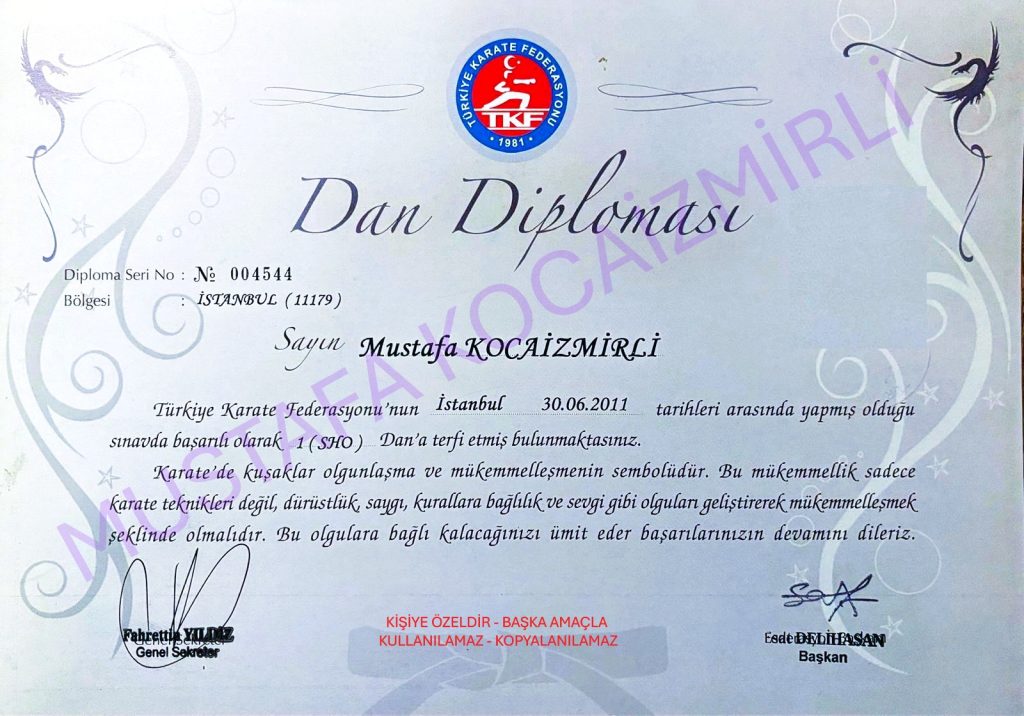 TÜRKİYE KARATE FEDERASYONU
TKF
• 1981 •
Dan Diploması
Diploma Seri No : № 004544
Bölgesi : İSTANBUL (11179)
Sayın Mustafa KOCAİZMİRLİ
Türkiye Karate Federasyonu'nun İstanbul 30.06.2011 tarihleri arasında yapmış olduğu
sınavda başarılı olarak 1 (SHO) Dan'a terfi etmiş bulunmaktasınız.
Karate'de kuşaklar olgunlaşma ve mükemmelleşmenin sembolüdür. Bu mükemmellik sadece
karate teknikleri değil, dürüstlük, saygı, kurallara bağlılık ve sevgi gibi olguları geliştirerek mükemmelleşmek
şeklinde olmalıdır. Bu olgulara bağlı kalacağınızı ümit eder başarılarınızın devamını dileriz.
MUSTAFA KOCAİZMİRLİ
Fahrettin YILDIZ
Genel Sekreter
KİŞİYE ÖZELDİR - BAŞKA AMAÇLA
KULLANILAMAZ - KOPYALANILAMAZ
DELİHASAN
Başkan